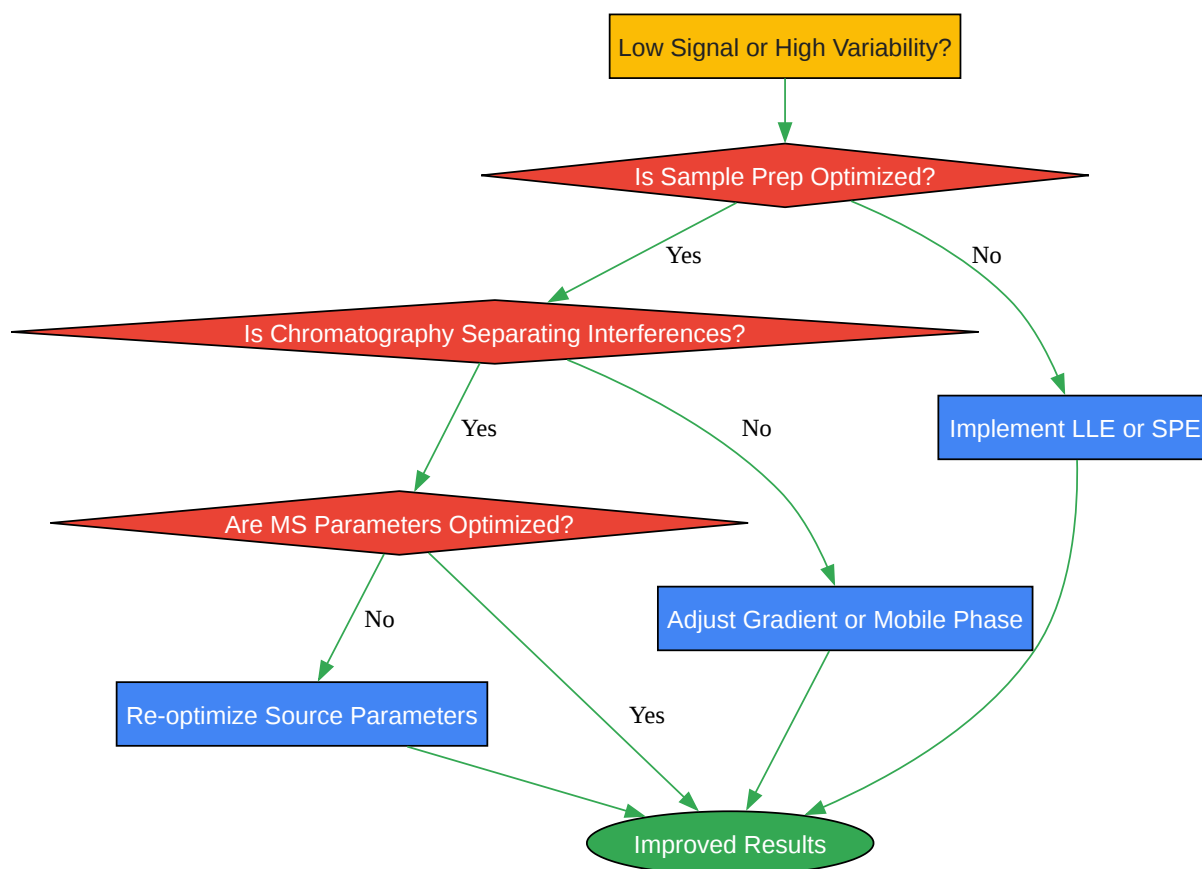 Low Signal or High Variability?
Is Sample Prep Optimized?
Yes
No
Is Chromatography Separating Interferences?
Yes
No
Implement LLE or SPE
Are MS Parameters Optimized?
No
Adjust Gradient or Mobile Phase
Re-optimize Source Parameters
Yes
Improved Results